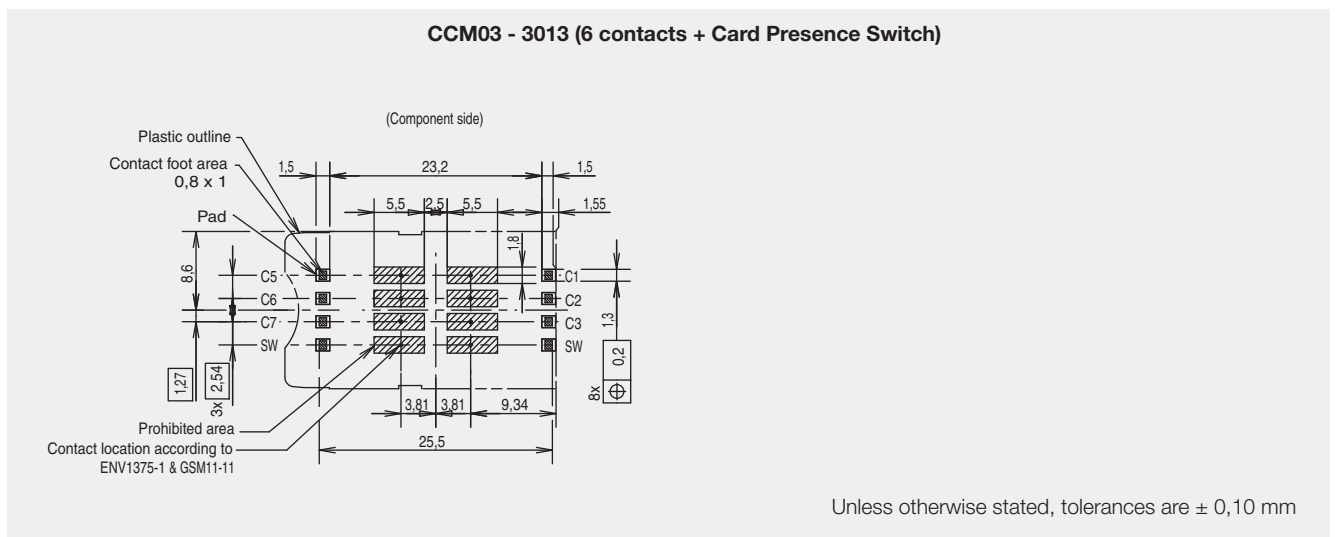 CCM03 - 3013 (6 contacts + Card Presence Switch)
(Component side)
Plastic outline
Contact foot area
0,8 x 1
Pad
1,5
23,2
1,5
5,5
2,5
5,5
1,55
1,8
8,6
C5
C1
C6
C2
C7
C3
SW
SW
1,3
0,2
8x
1,27
2,54
3x
3,81
3,81
9,34
25,5
Prohibited area
Contact location according to
ENV1375-1 & GSM11-11
Unless otherwise stated, tolerances are ± 0,10 mm